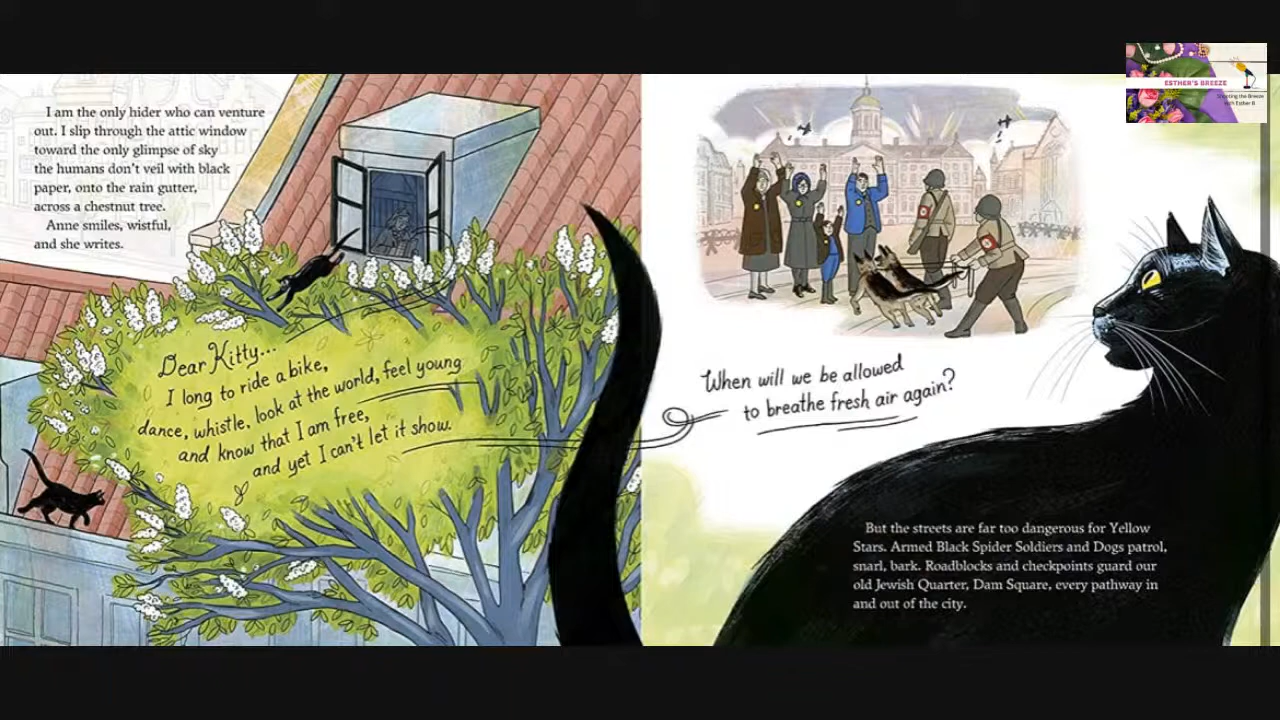 I am the only hider who can venture
out. I slip through the attic window
toward the only glimpse of sky
the humans don't veil with black
paper, onto the rain gutter,
across a chestnut tree.
Anne smiles, wistful,
and she writes.
Dear Kitty...
I long to ride a bike,
dance, whistle, look at the world, feel young
and know that I am free,
and yet I can't let it show.
When will we be allowed
to breathe fresh air again?
But the streets are far too dangerous for Yellow
Stars. Armed Black Spider Soldiers and Dogs patrol,
snarl, bark. Roadblocks and checkpoints guard our
old Jewish Quarter, Dam Square, every pathway in
and out of the city.
ESTHER'S BREEZE
Shooting the Breeze
with Esther R